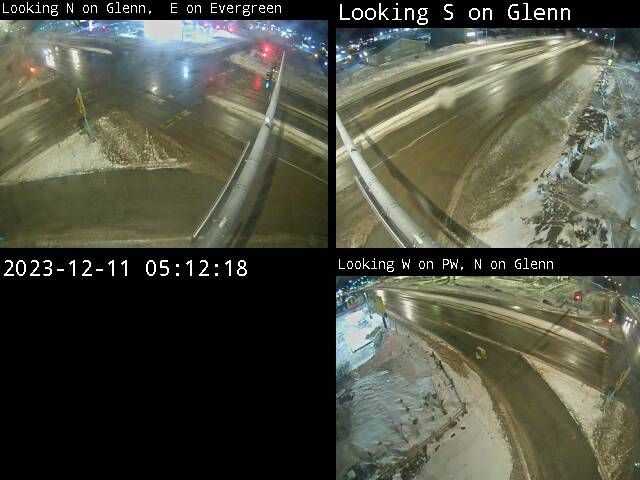 Looking N on Glenn,  E on Evergreen
Looking S on Glenn
2023-12-11 05:12:18
Looking W on PW, N on Glenn